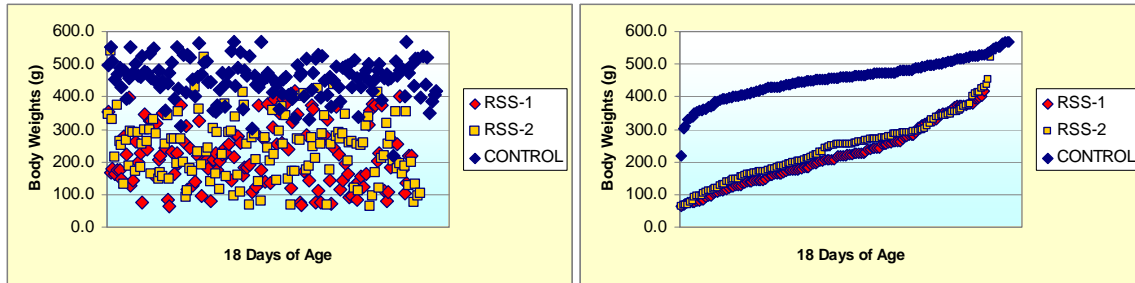 600.0
500.0
400.0
300.0
200.0
100.0
0.0
Body Weights (g)
18 Days of Age
RSS-1
RSS-2
CONTROL
600.0
500.0
400.0
300.0
200.0
100.0
0.0
Body Weights (g)
18 Days of Age
RSS-1
RSS-2
CONTROL